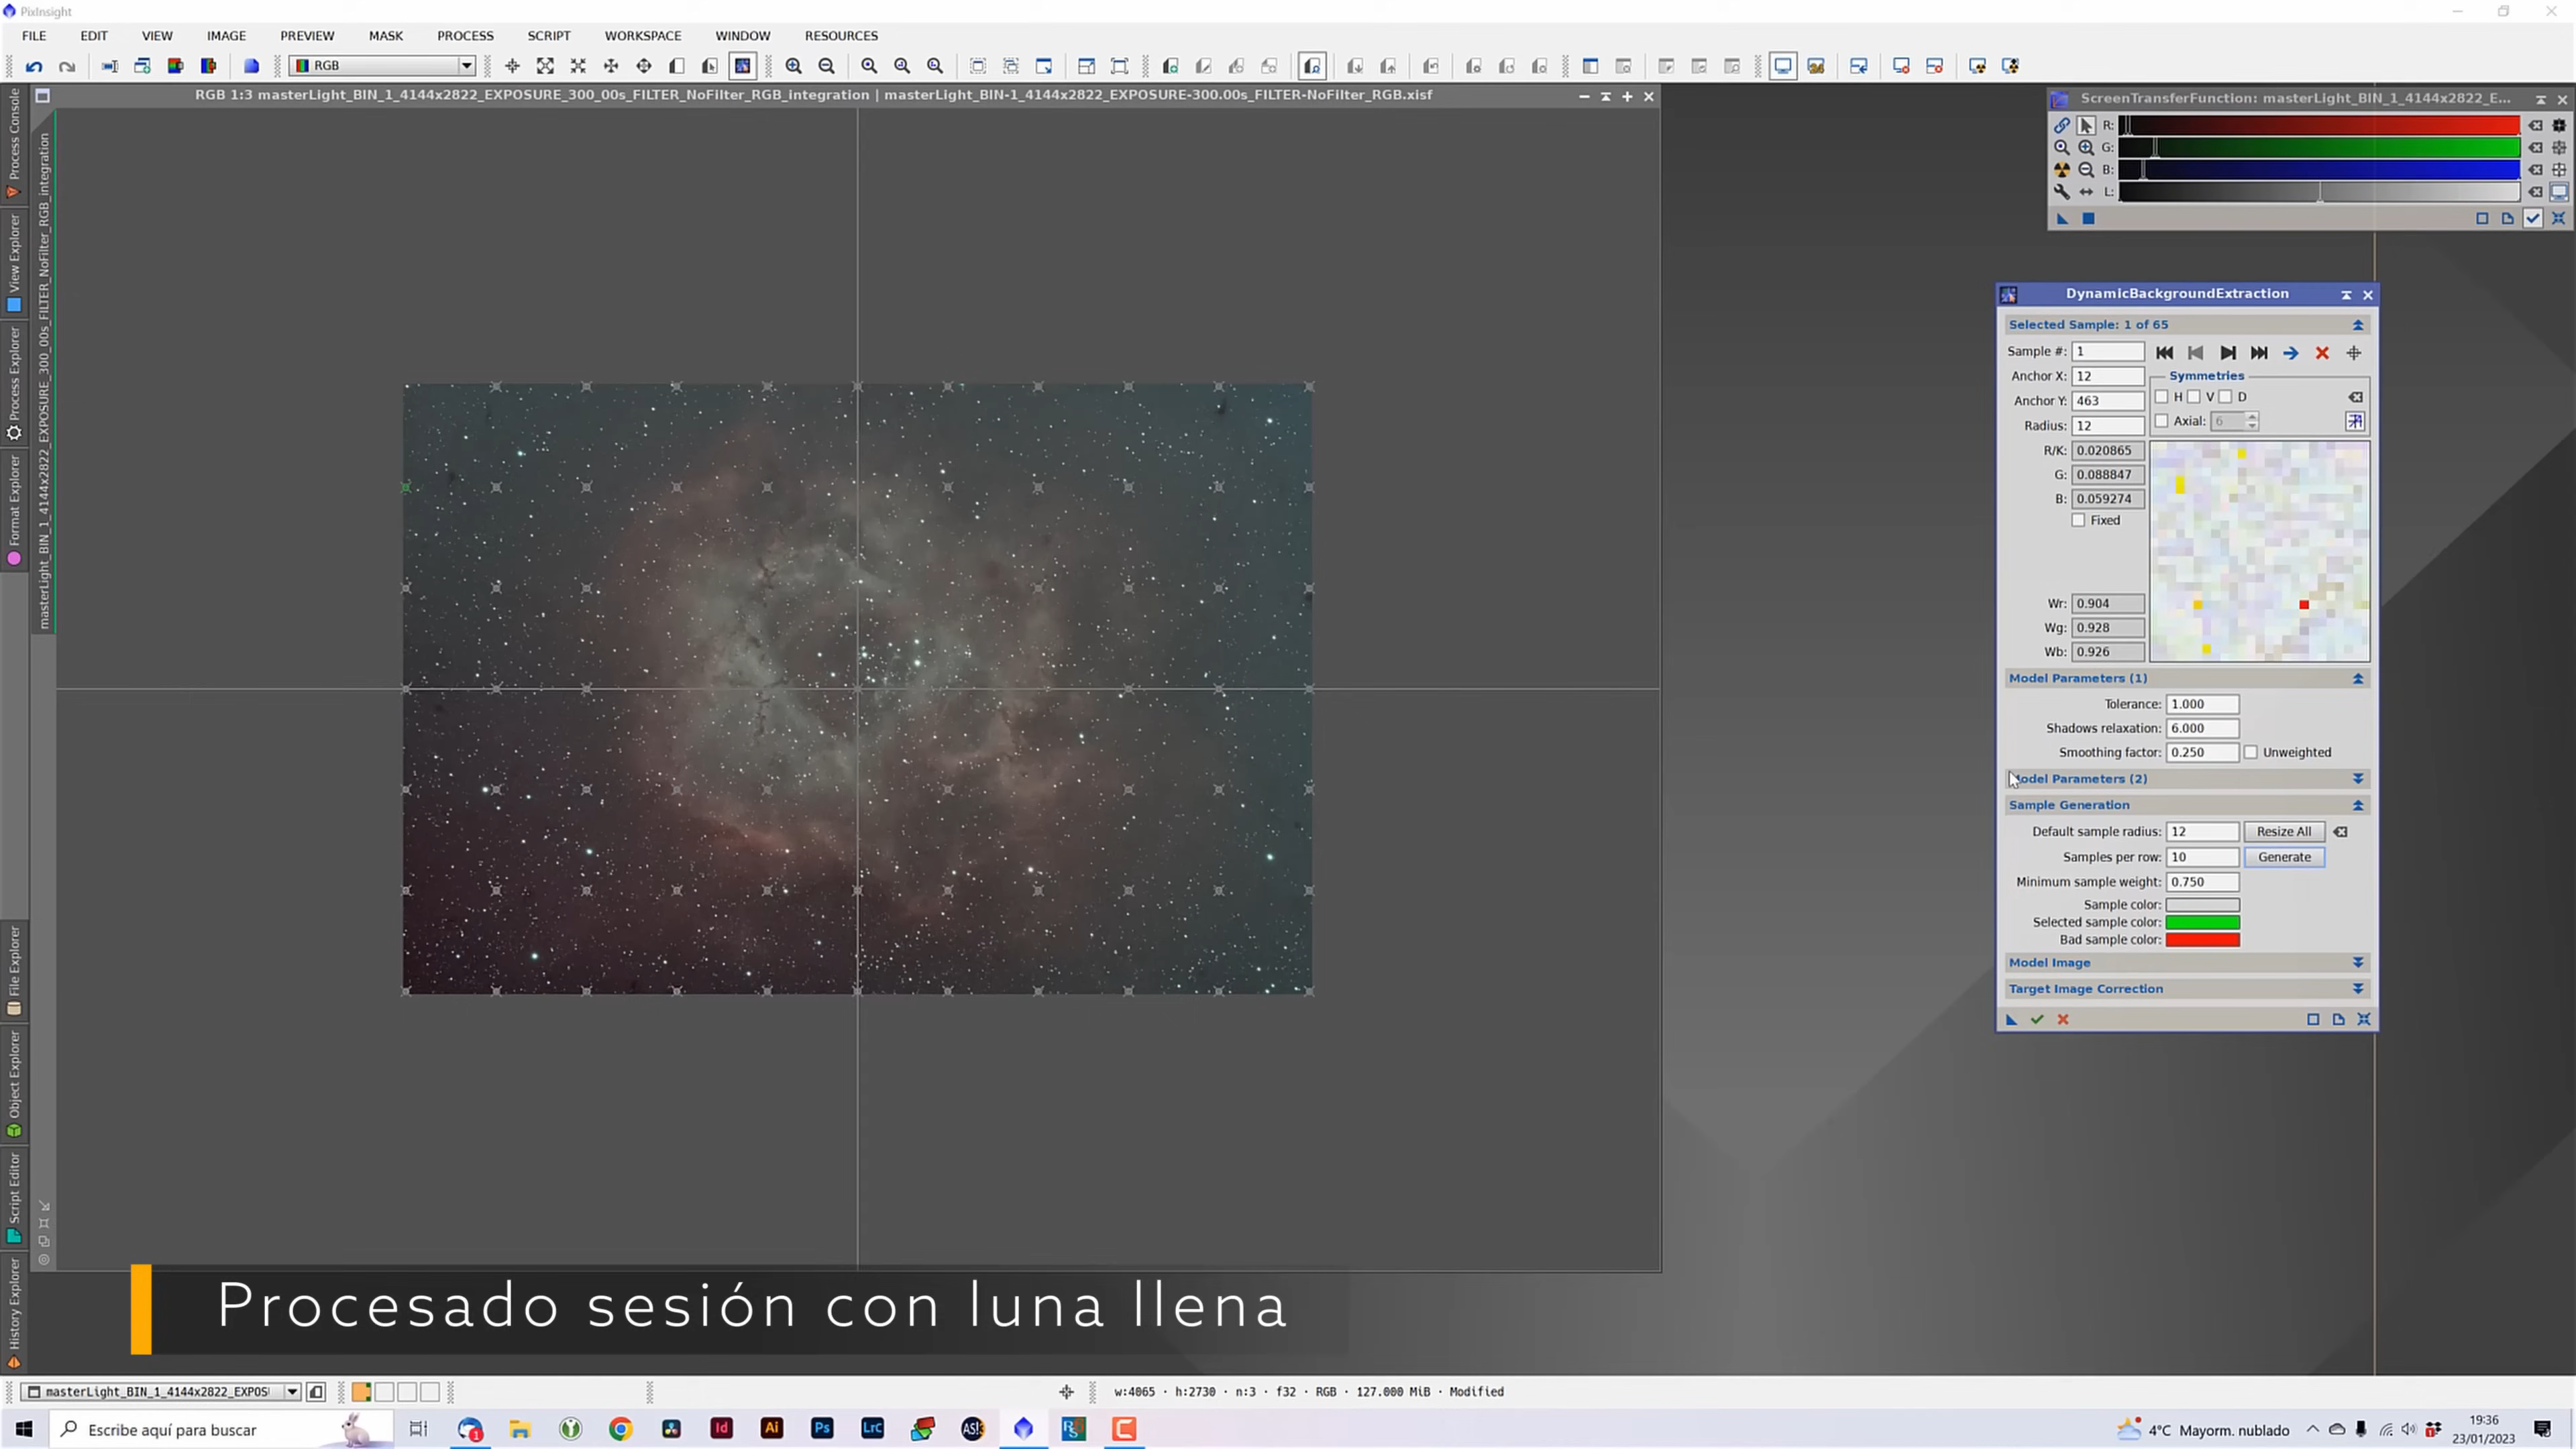 PixInsight
FILE EDIT VIEW IMAGE PREVIEW MASK PROCESS SCRIPT WORKSPACE WINDOW RESOURCES
RGB
RGB 1:3 masterLight_BIN_1_4144x2822_EXPOSURE_300_00s_FILTER_NoFilter_RGB_integration | masterLight_BIN-1_4144x2822_EXPOSURE-300.00s_FILTER-NoFilter_RGB.xisf
Process Console
View Explorer
Process Explorer
Format Explorer
File Explorer
Object Explorer
Script Editor
History Explorer
masterLight_BIN_1_4144x2822_EXPOSURE_300_00s_FILTER_NoFilter_RGB_integration
ScreenTransferFunction: masterLight_BIN_1_4144x2822_E...
R:
G:
B:
L:
DynamicBackgroundExtraction
Selected Sample: 1 of 65
Sample #: 1
Anchor X: 12
Symmetries
Anchor Y: 463
H V D
Radius: 12
Axial: 6
R/K: 0.020865
G: 0.088847
B: 0.059274
Fixed
Wr: 0.904
Wg: 0.928
Wb: 0.926
Model Parameters (1)
Tolerance: 1.000
Shadows relaxation: 6.000
Smoothing factor: 0.250 Unweighted
Model Parameters (2)
Sample Generation
Default sample radius: 12 Resize All
Samples per row: 10 Generate
Minimum sample weight: 0.750
Sample color:
Selected sample color:
Bad sample color:
Model Image
Target Image Correction
Procesado sesión con luna llena
masterLight_BIN_1_4144x2822_EXPOS
w:4065 · h:2730 · n:3 · f32 · RGB · 127.000 MiB · Modified
Escribe aquí para buscar
1
Id
Ai
Ps
LrC
4°C Mayorm. nublado
19:36
23/01/2023